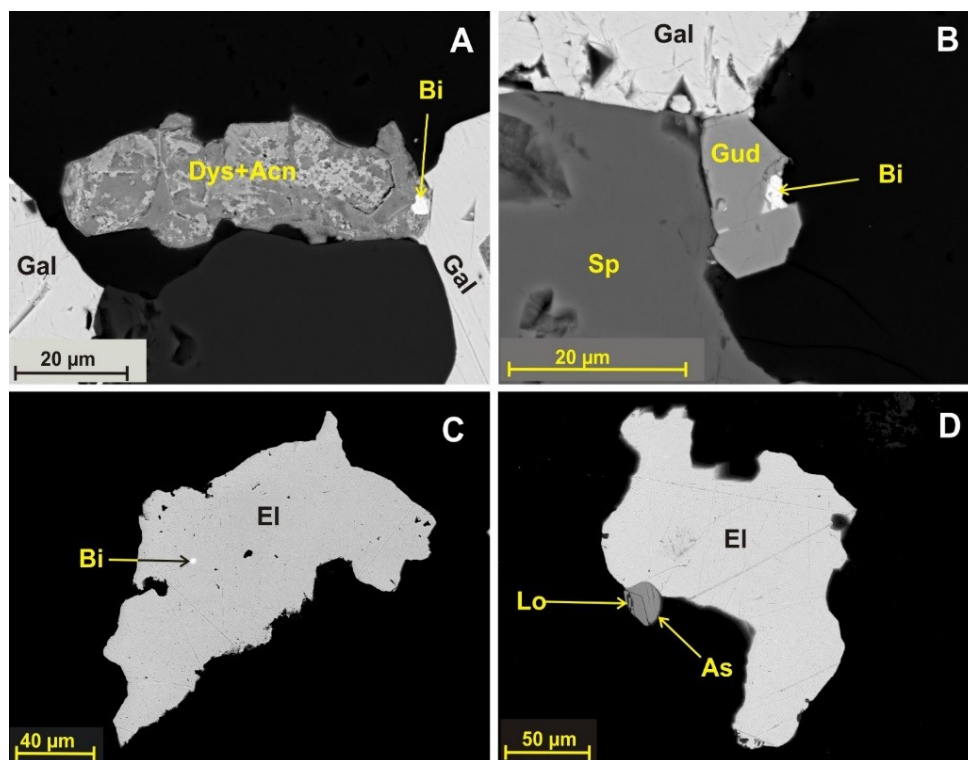 A
Bi
Dys+Acn
Gal
Gal
20 µm
B
Gal
Gud
Bi
Sp
20 µm
C
El
Bi
40 µm
D
El
Lo
As
50 µm